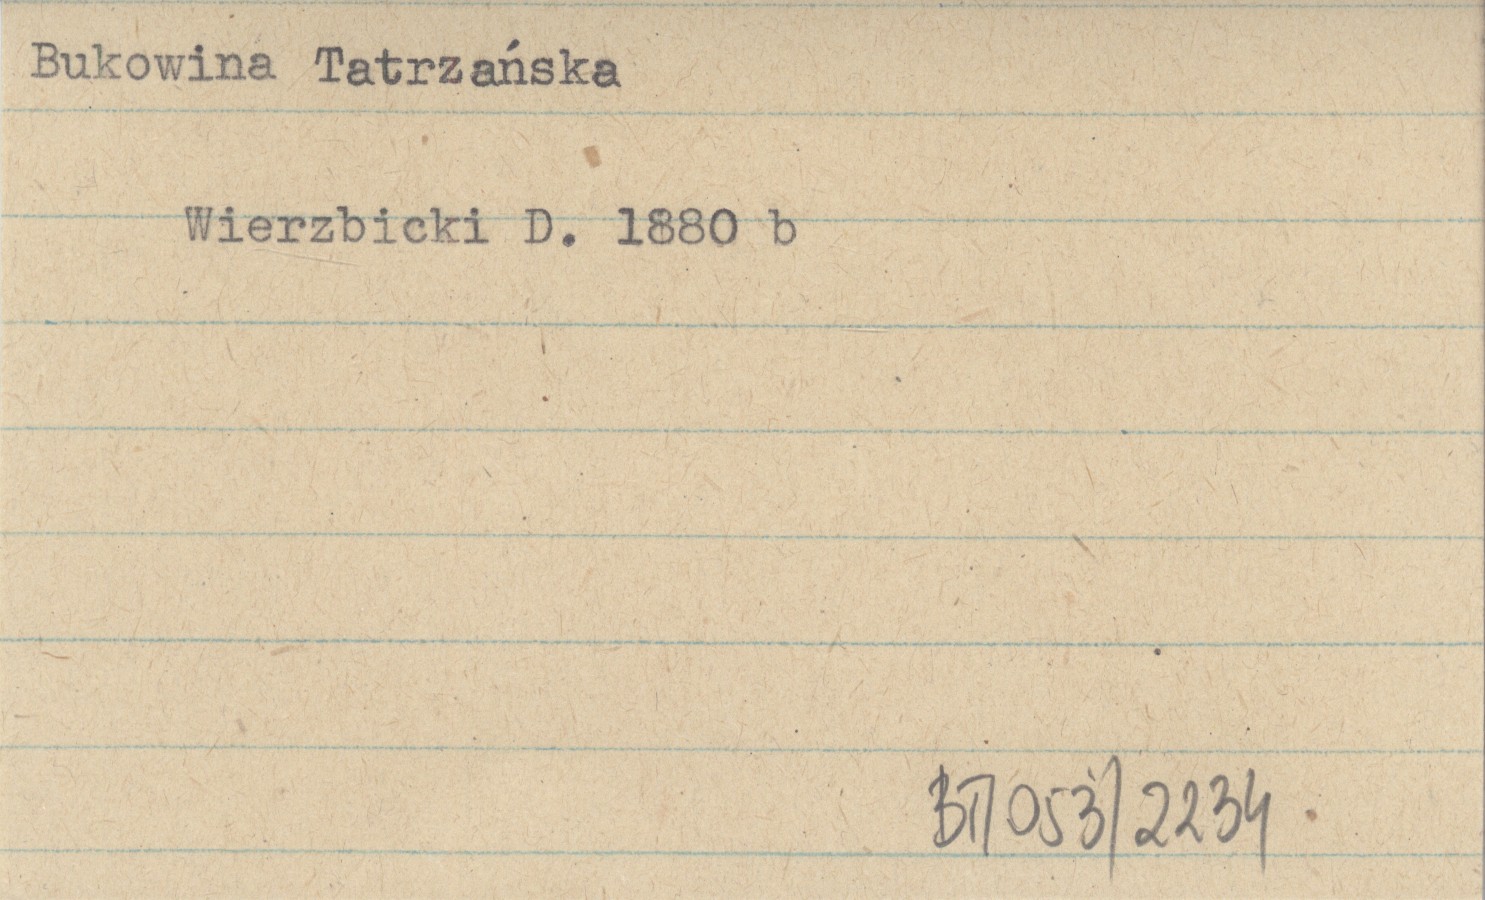 Bukowina Tatrzańska
Wierzbicki D. 1880 b
BT/053/2234